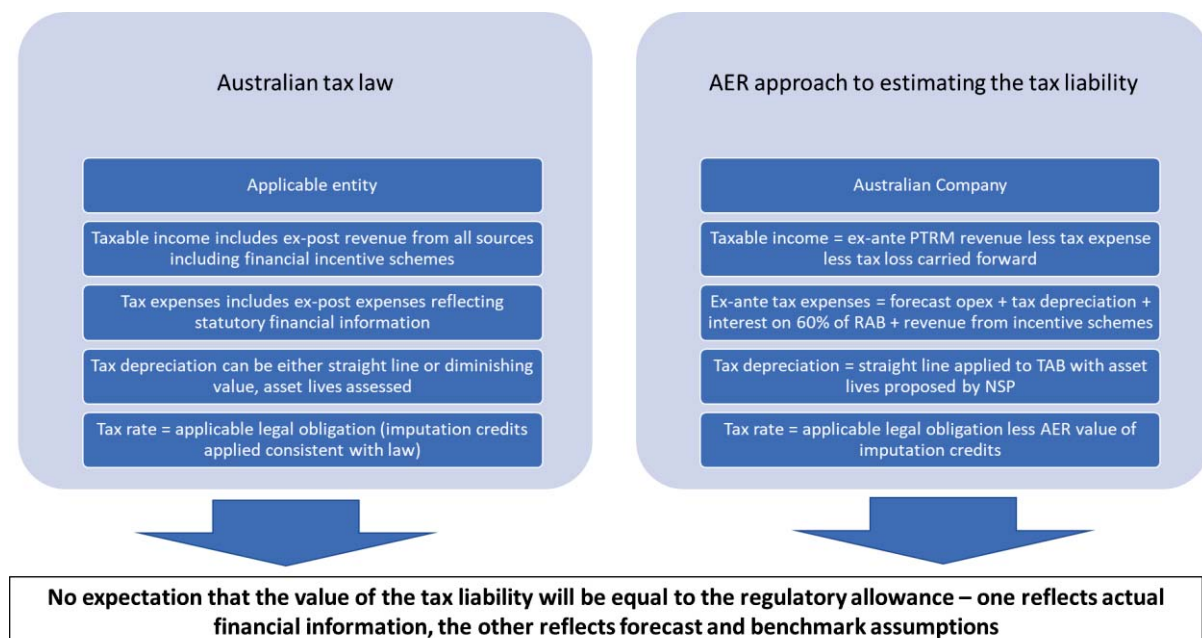 Australian tax law
Applicable entity
Taxable income includes ex-post revenue from all sources
including financial incentive schemes
Tax expenses includes ex-post expenses reflecting
statutory financial information
Tax depreciation can be either straight line or diminishing
value, asset lives assessed
Tax rate = applicable legal obligation (imputation credits
applied consistent with law)
AER approach to estimating the tax liability
Australian Company
Taxable income = ex-ante PTRM revenue less tax expense
less tax loss carried forward
Ex-ante tax expenses = forecast opex + tax depreciation +
interest on 60% of RAB + revenue from incentive schemes
Tax depreciation = straight line applied to TAB with asset
lives proposed by NSP
Tax rate = applicable legal obligation less AER value of
imputation credits
No expectation that the value of the tax liability will be equal to the regulatory allowance – one reflects actual
financial information, the other reflects forecast and benchmark assumptions